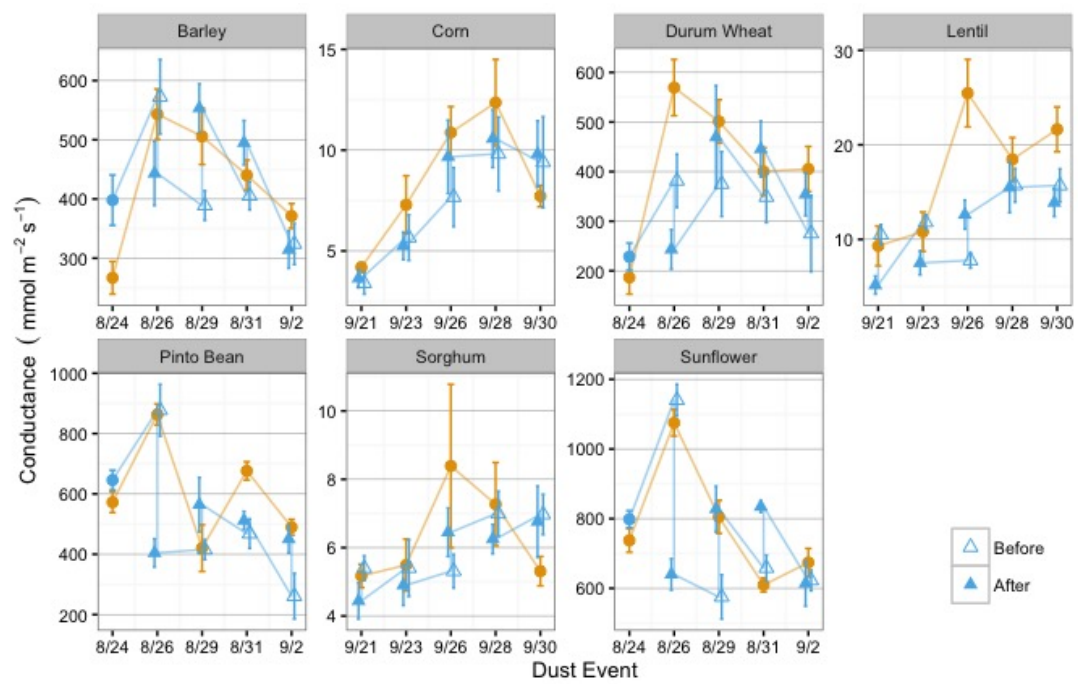 Barley
Corn
Durum Wheat
Lentil
600
500
400
300
15
10
5
600
500
400
300
200
30
20
10
8/24 8/26 8/29 8/31 9/2
9/21 9/23 9/26 9/28 9/30
8/24 8/26 8/29 8/31 9/2
9/21 9/23 9/26 9/28 9/30
Conductance ( mmol m⁻² s⁻¹)
Pinto Bean
Sorghum
Sunflower
1000
800
600
400
200
10
8
6
4
1200
1000
800
600
8/24 8/26 8/29 8/31 9/2
9/21 9/23 9/26 9/28 9/30
8/24 8/26 8/29 8/31 9/2
Before
After
Dust Event